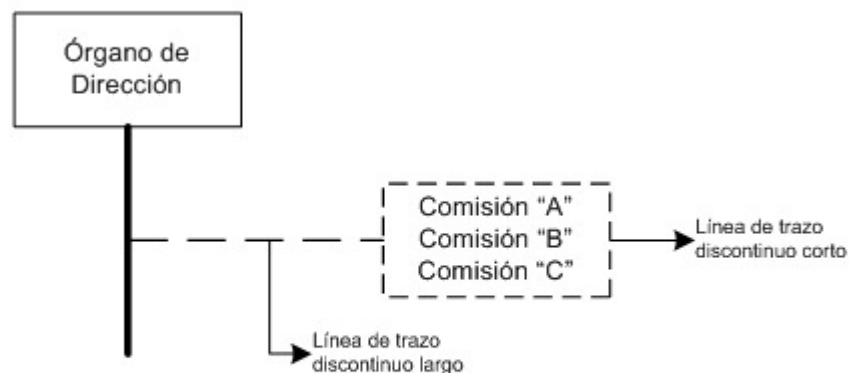 Órgano de
Dirección
Comisión “A”
Comisión “B”
Comisión “C”
Línea de trazo
discontinuo corto
Línea de trazo
discontinuo largo